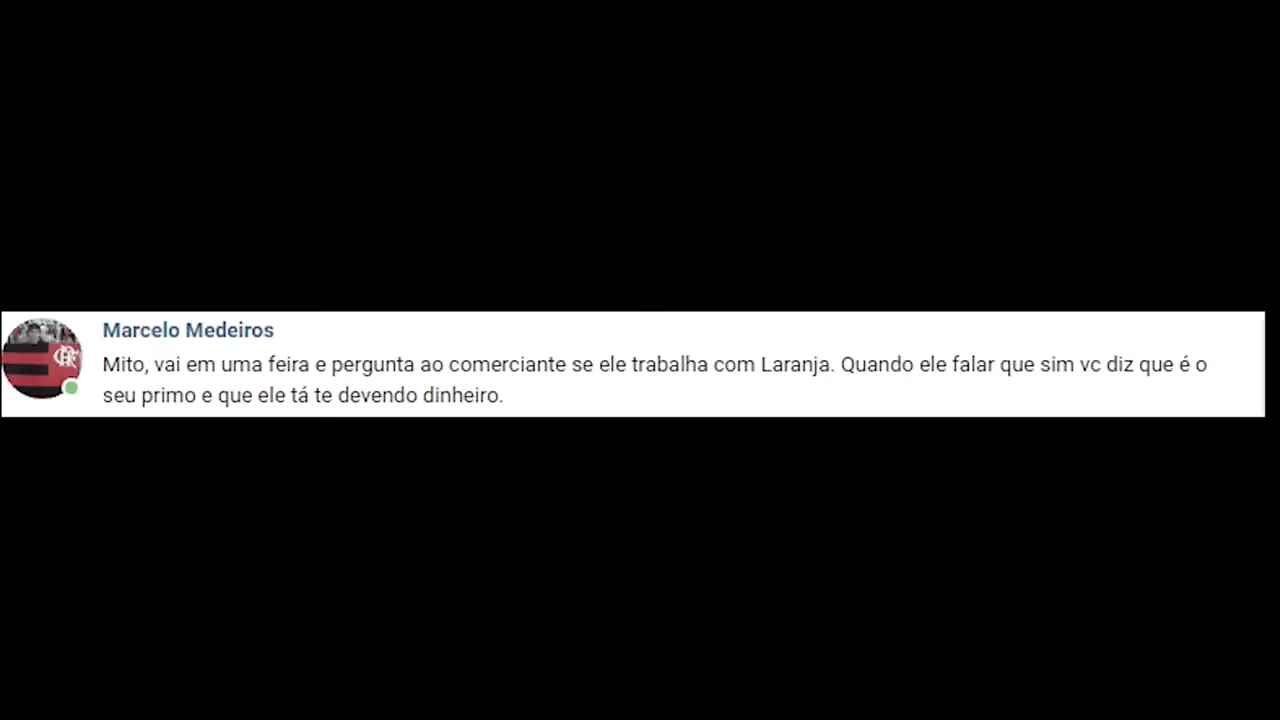 Marcelo Medeiros
Mito, vai em uma feira e pergunta ao comerciante se ele trabalha com Laranja. Quando ele falar que sim vc diz que é o
seu primo e que ele tá te devendo dinheiro.